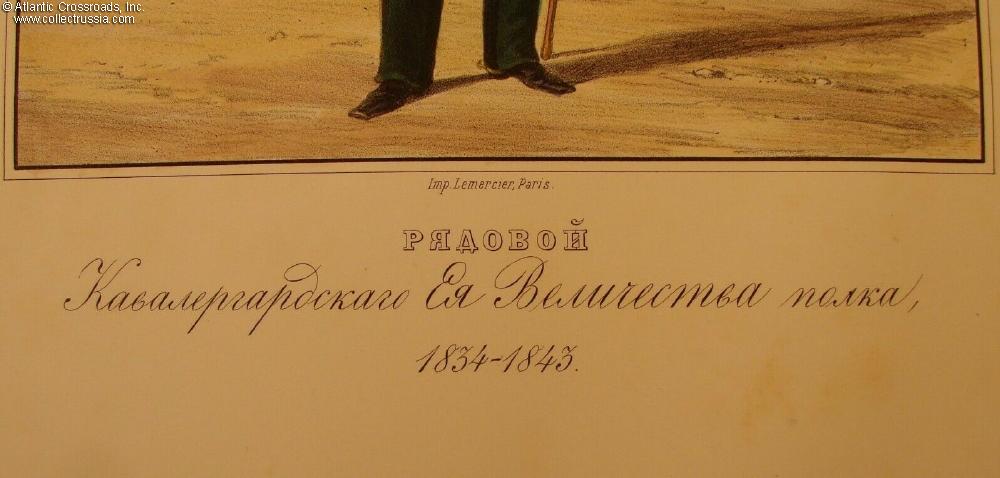 © Atlantic Crossroads, Inc.
www.collectrussia.com
Imp. Lemercier, Paris.
РЯДОВОЙ
Кавалергардскаго Ея Величества полка,
1834-1843.